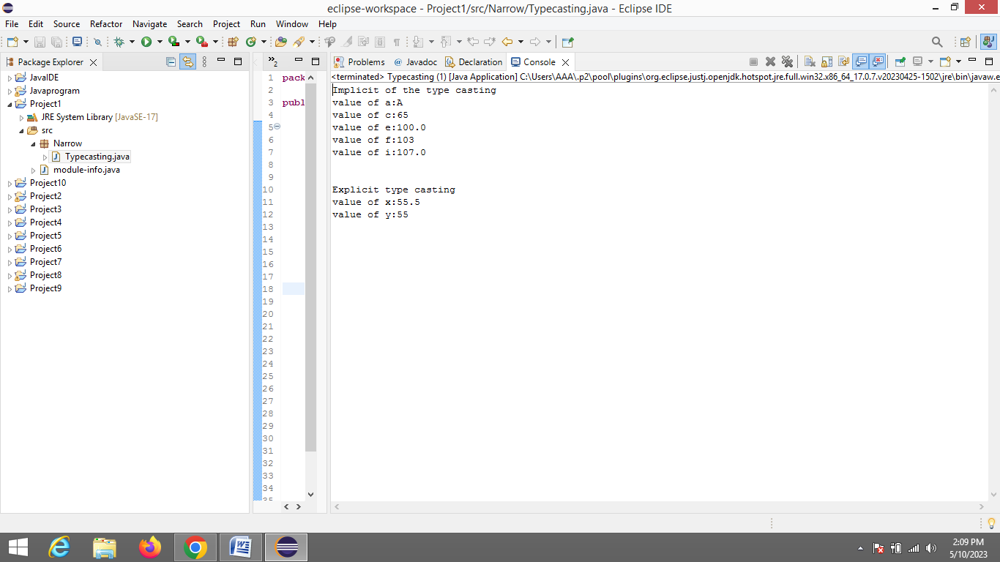 eclipse-workspace - Project1/src/Narrow/Typecasting.java - Eclipse IDE
File Edit Source Refactor Navigate Search Project Run Window Help
Package Explorer
JavaIDE
Javaprogram
Project1
JRE System Library [JavaSE-17]
src
Narrow
Typecasting.java
module-info.java
Project10
Project2
Project3
Project4
Project5
Project6
Project7
Project8
Project9
»2
1 pack
2
3 publ
4
5
6
7
8
9
10
11
12
13
14
15
16
17
18
19
20
21
22
23
24
25
26
27
28
29
30
31
32
33
34
35
Problems @ Javadoc Declaration Console
<terminated> Typecasting (1) [Java Application] C:\Users\AAA\.p2\pool\plugins\org.eclipse.justj.openjdk.hotspot.jre.full.win32.x86_64_17.0.7.v20230425-1502\jre\bin\javaw.e
Implicit of the type casting
value of a:A
value of c:65
value of e:100.0
value of f:103
value of i:107.0
Explicit type casting
value of x:55.5
value of y:55
2:09 PM
5/10/2023